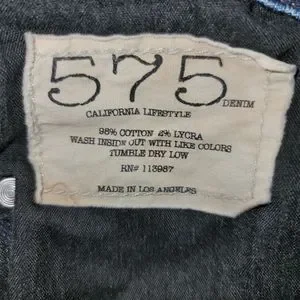 575 DENIM
CALIFORNIA LIFESTYLE
98% COTTON 2% LYCRA
WASH INSIDE OUT WITH LIKE COLORS
TUMBLE DRY LOW
RN# 113987
MADE IN LOS ANGELES